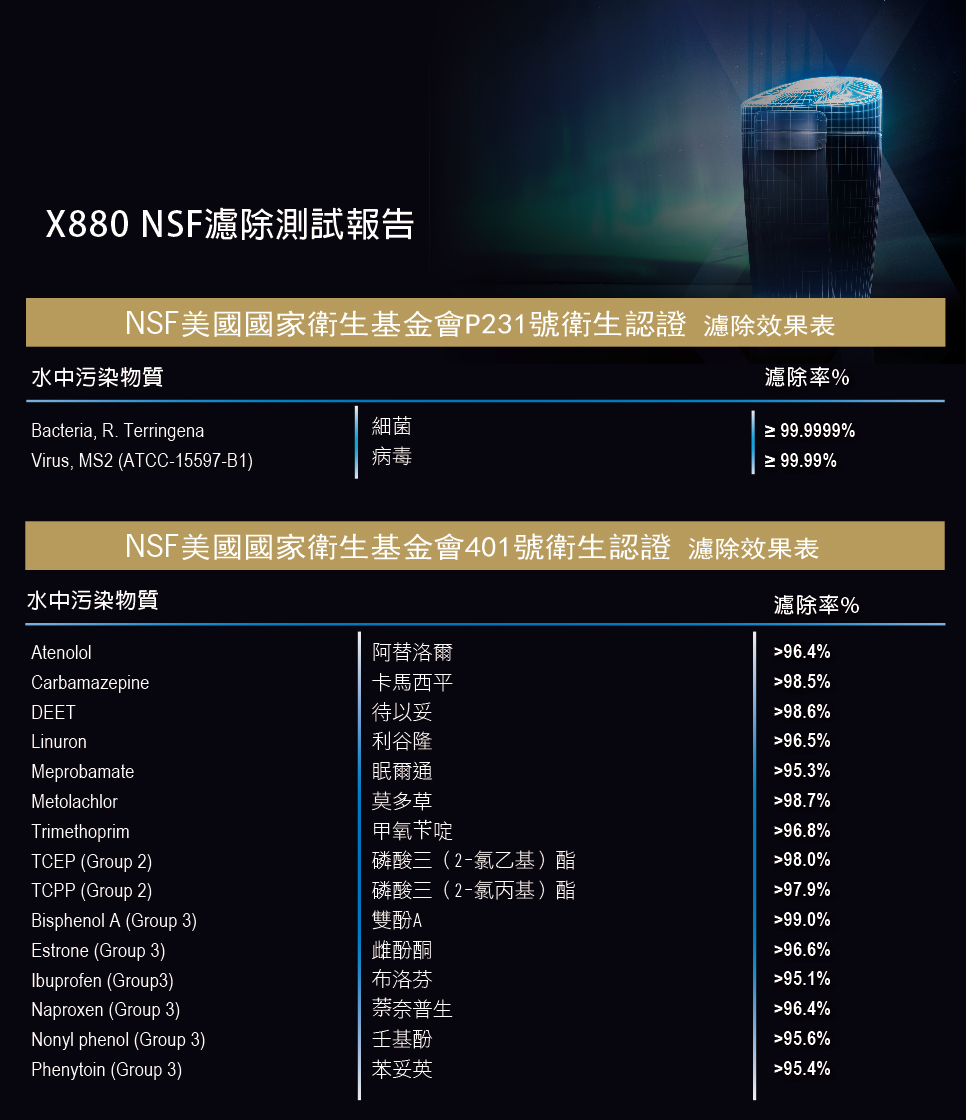 X880 NSF濾除測試報告
NSF美國國家衛生基金會P231號衛生認證 濾除效果表
水中污染物質 濾除率%
Bacteria, R. Terringena 細菌 ≥ 99.9999%
Virus, MS2 (ATCC-15597-B1) 病毒 ≥ 99.99%
NSF美國國家衛生基金會401號衛生認證 濾除效果表
水中污染物質 濾除率%
Atenolol 阿替洛爾 >96.4%
Carbamazepine 卡馬西平 >98.5%
DEET 待以妥 >98.6%
Linuron 利谷隆 >96.5%
Meprobamate 眠爾通 >95.3%
Metolachlor 莫多草 >98.7%
Trimethoprim 甲氧苄啶 >96.8%
TCEP (Group 2) 磷酸三（2-氯乙基）酯 >98.0%
TCPP (Group 2) 磷酸三（2-氯丙基）酯 >97.9%
Bisphenol A (Group 3) 雙酚A >99.0%
Estrone (Group 3) 雌酚酮 >96.6%
Ibuprofen (Group3) 布洛芬 >95.1%
Naproxen (Group 3) 萘奈普生 >96.4%
Nonyl phenol (Group 3) 壬基酚 >95.6%
Phenytoin (Group 3) 苯妥英 >95.4%